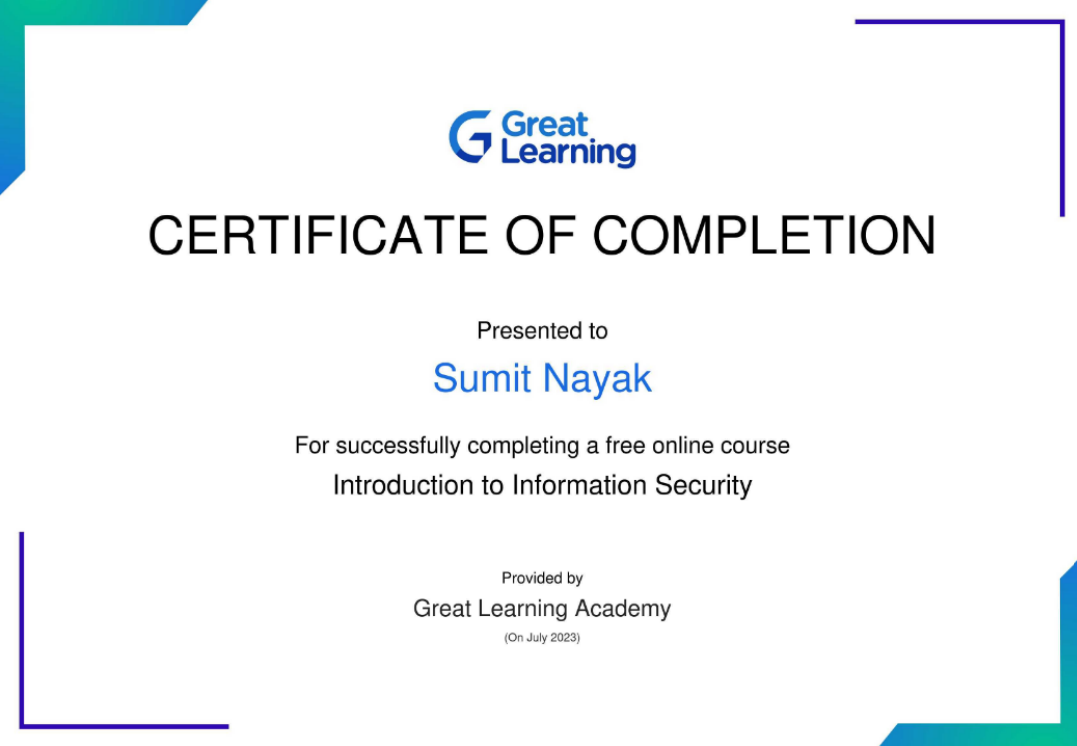 Great
Learning
CERTIFICATE OF COMPLETION
Presented to
Sumit Nayak
For successfully completing a free online course
Introduction to Information Security
Provided by
Great Learning Academy
(On July 2023)